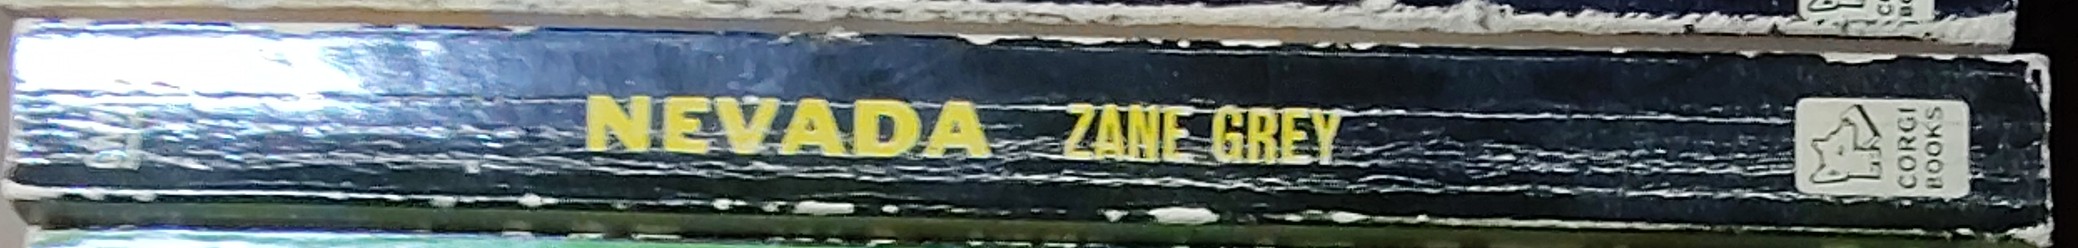 NEVADA ZANE GREY
CORGI
BOOKS